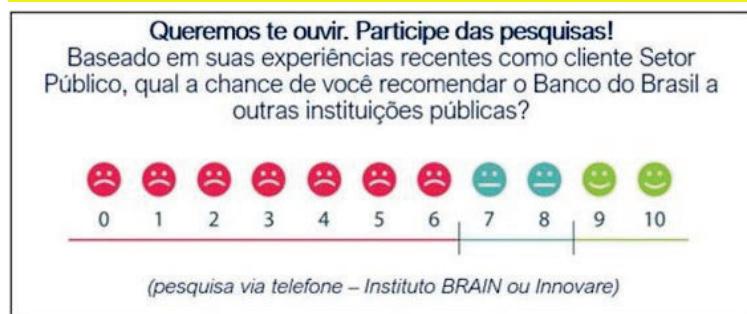 Queremos te ouvir. Participe das pesquisas!
Baseado em suas experiências recentes como cliente Setor
Público, qual a chance de você recomendar o Banco do Brasil a
outras instituições públicas?
0 1 2 3 4 5 6 7 8 9 10
(pesquisa via telefone – Instituto BRAIN ou Innovare)